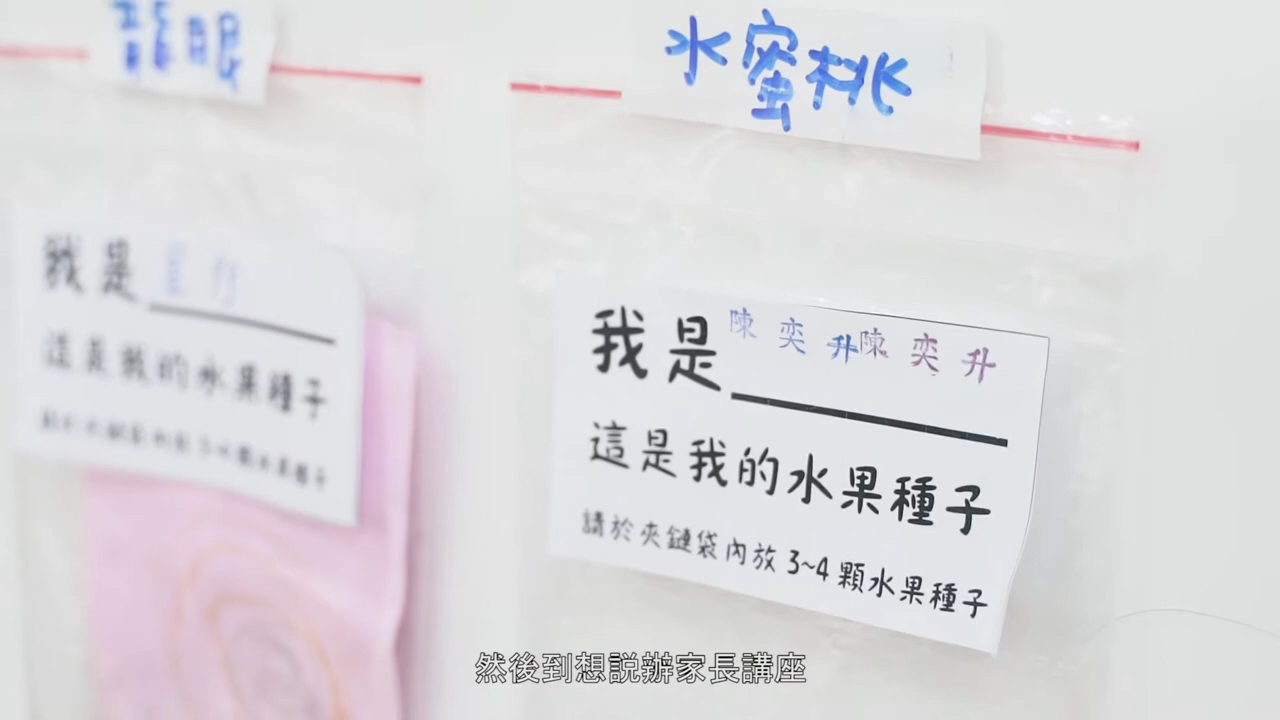 龍眼
我是
這是我的水果種子
水蜜桃
我是陳奕升陳奕升
這是我的水果種子
請於夾鏈袋內放3~4顆水果種子
然後到想説辦家長講座